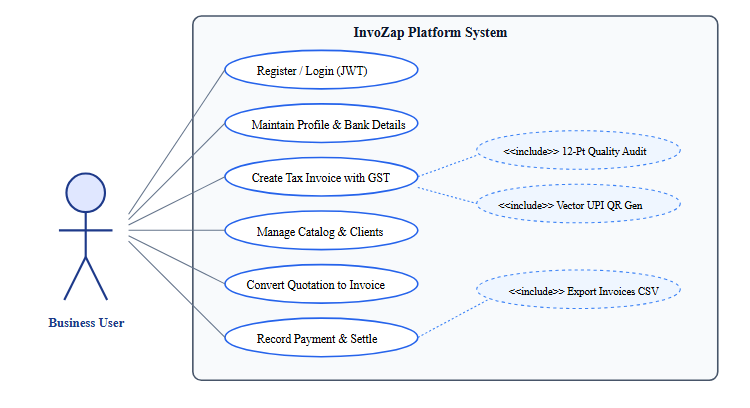 InvoZap Platform System
Register / Login (JWT)
Maintain Profile & Bank Details
<<include>> 12-Pt Quality Audit
Create Tax Invoice with GST
<<include>> Vector UPI QR Gen
Manage Catalog & Clients
Convert Quotation to Invoice
<<include>> Export Invoices CSV
Business User
Record Payment & Settle